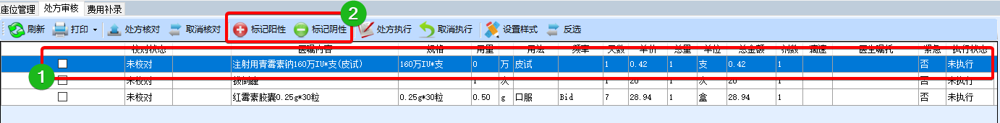 座位管理 处方审核 费用补录
2
刷新 打印 处方核对 取消核对 标记阳性 标记阴性 处方执行 取消执行 设置样式 反选
校对状态 医嘱内容 规格 用量 用法 频率 天数 单价 总量 单位 总金额 剂数 滴速 医生嘱托 紧急 执行状态
1
未校对 注射用青霉素钠160万IU*支(皮试) 160万IU*支 0 万 皮试 1 0.42 1 支 0.42 1 否 未执行
未校对 1 次 1 20 1 次 20 1 否 未执行
未校对 红霉素胶囊0.25g*30粒 0.25g*30粒 0.50 g 口服 Bid 7 28.94 1 盒 28.94 1 否 未执行